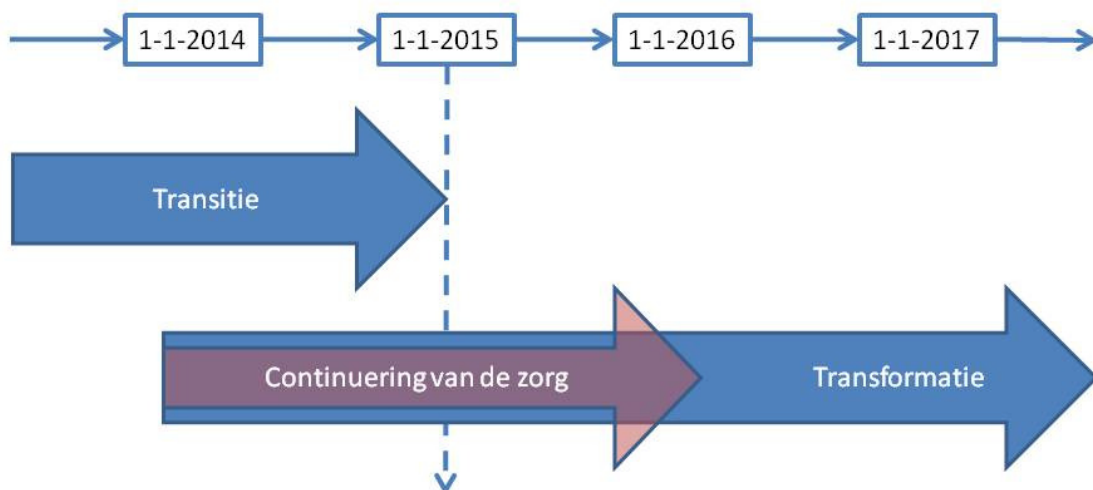 1-1-2014
1-1-2015
1-1-2016
1-1-2017
Transitie
Continuering van de zorg
Transformatie